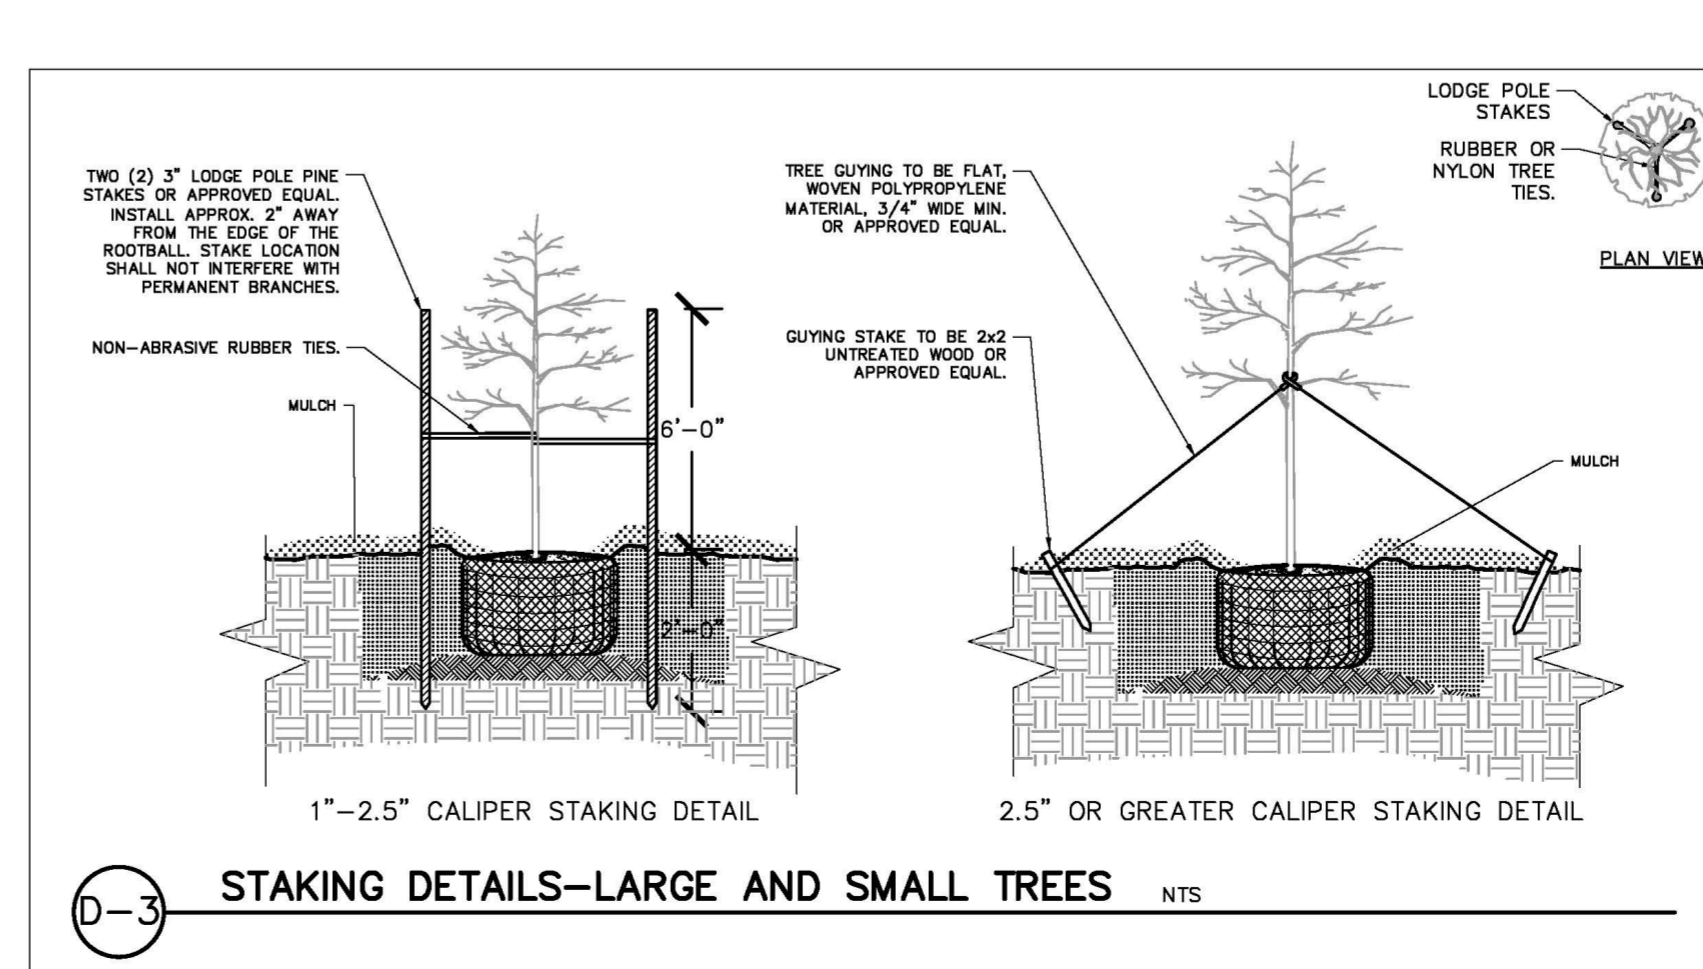 TWO (2) 3" LODGE POLE PINE
STAKES OR APPROVED EQUAL.
INSTALL APPROX. 2" AWAY
FROM THE EDGE OF THE
ROOTBALL. STAKE LOCATION
SHALL NOT INTERFERE WITH
PERMANENT BRANCHES.
NON-ABRASIVE RUBBER TIES.
MULCH
6'-0"
2'-0"
1"-2.5" CALIPER STAKING DETAIL
TREE GUYING TO BE FLAT,
WOVEN POLYPROPYLENE
MATERIAL, 3/4" WIDE MIN.
OR APPROVED EQUAL.
GUYING STAKE TO BE 2x2
UNTREATED WOOD OR
APPROVED EQUAL.
MULCH
2.5" OR GREATER CALIPER STAKING DETAIL
LODGE POLE
STAKES
RUBBER OR
NYLON TREE
TIES.
PLAN VIEW
D-3
STAKING DETAILS-LARGE AND SMALL TREES NTS